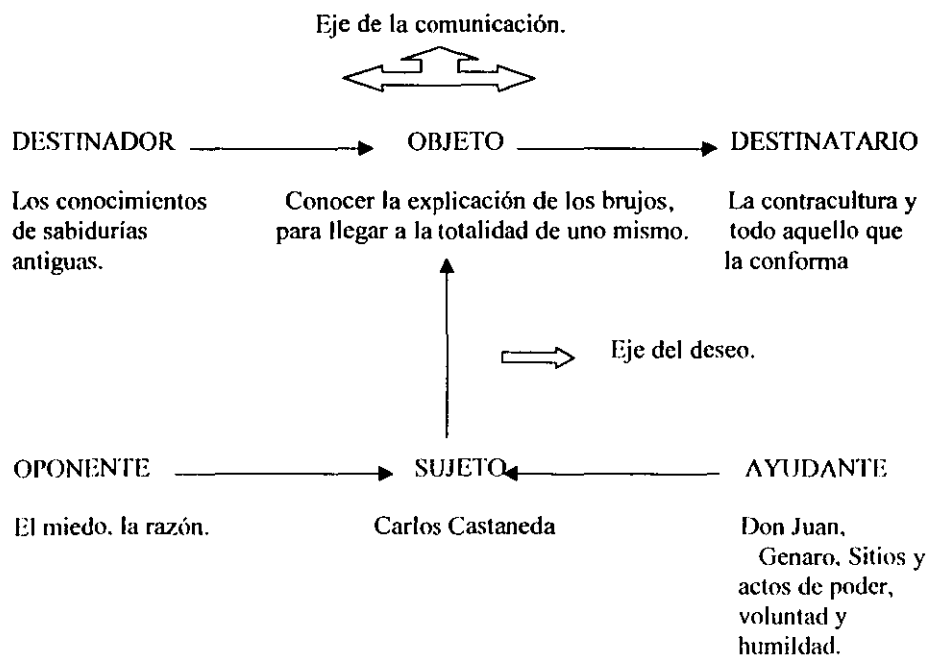 Eje de la comunicación.
DESTINADOR
OBJETO
DESTINATARIO
Los conocimientos
de sabidurías
antiguas.
Conocer la explicación de los brujos,
para llegar a la totalidad de uno mismo.
La contracultura y
todo aquello que
la conforma
Eje del deseo.
OPONENTE
SUJETO
AYUDANTE
El miedo, la razón.
Carlos Castaneda
Don Juan,
Genaro, Sitios y
actos de poder,
voluntad y
humildad.